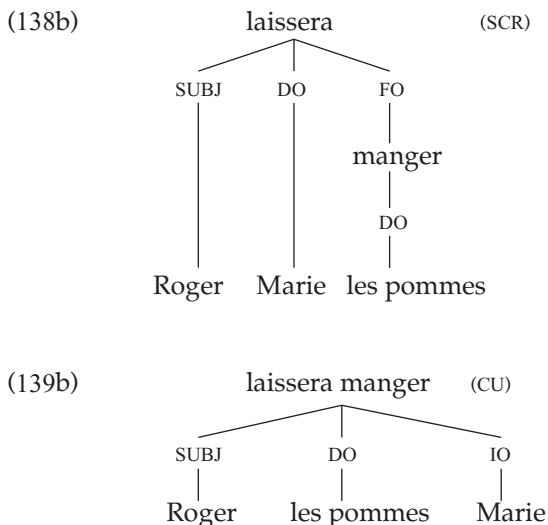 (138b) laissera (SCR)
SUBJ DO FO
manger
DO
Roger Marie les pommes
(139b) laissera manger (CU)
SUBJ DO IO
Roger les pommes Marie